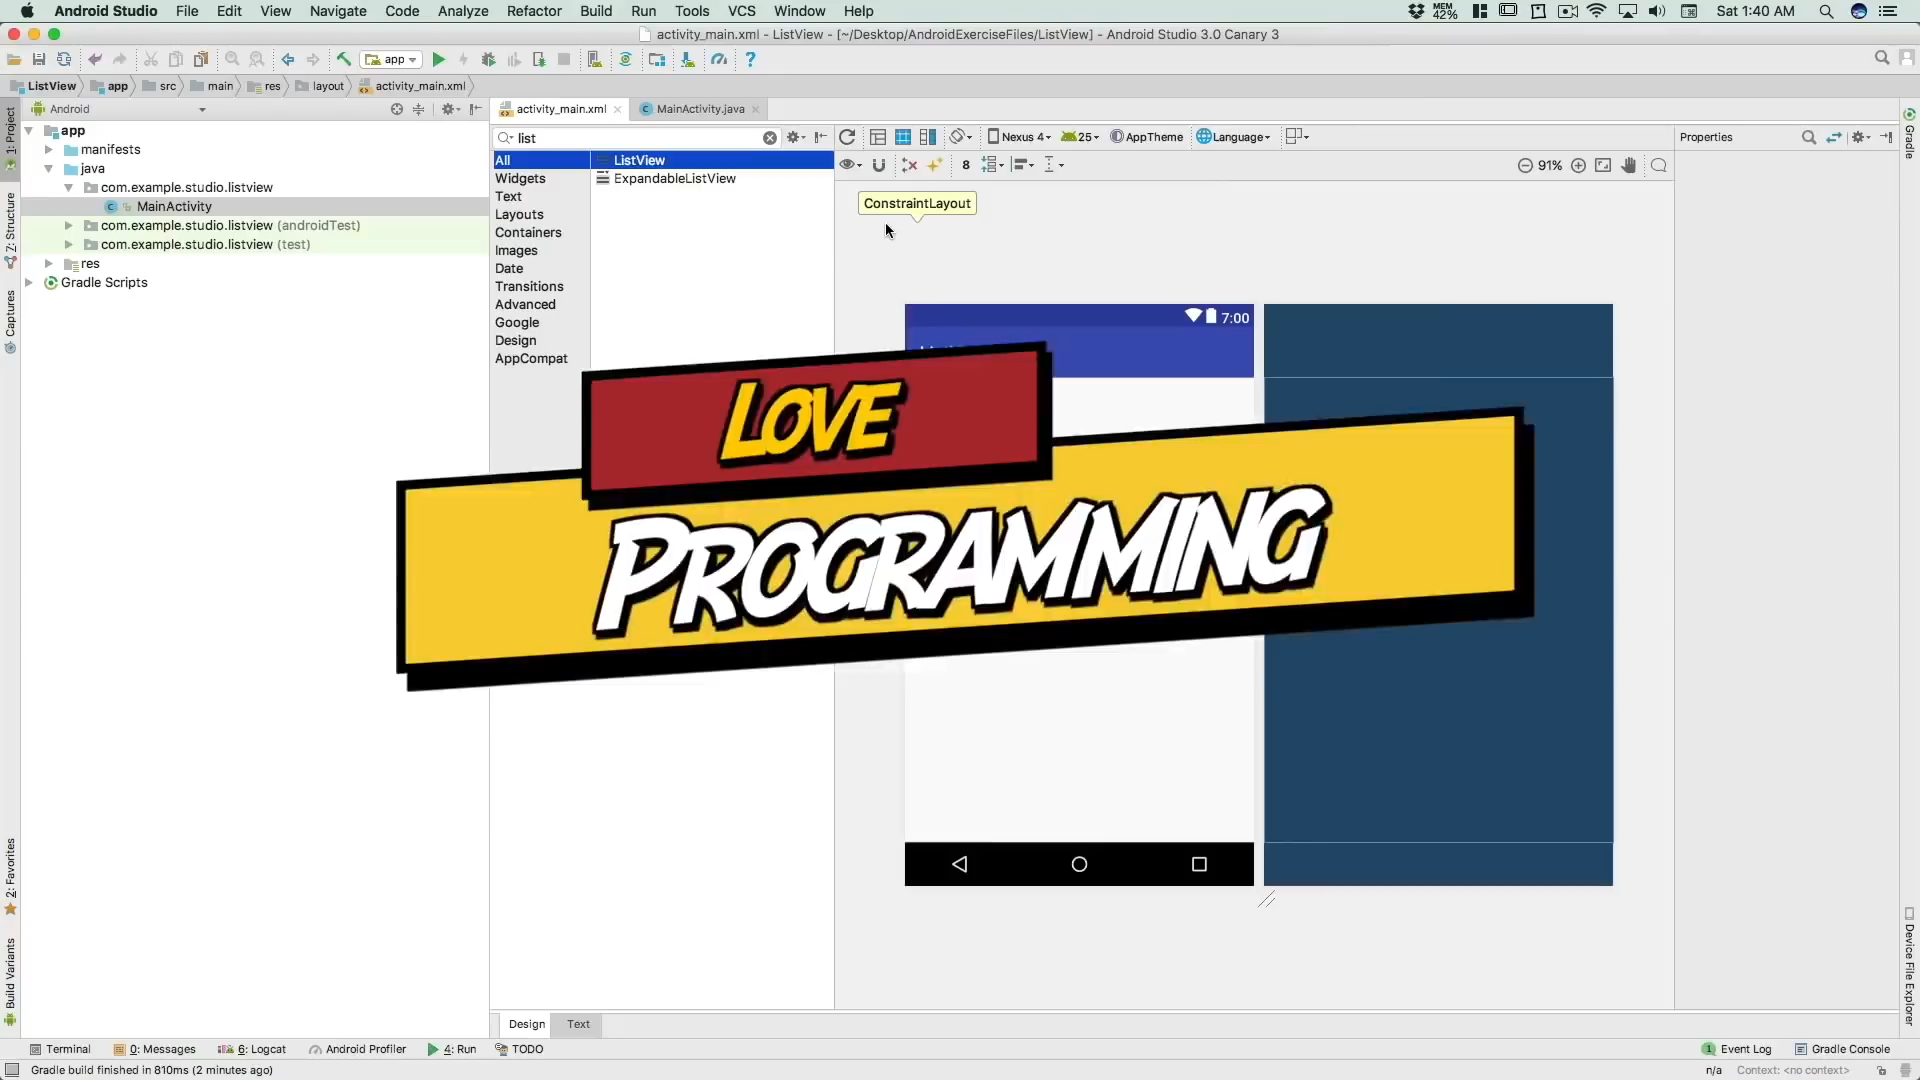 Android Studio File Edit View Navigate Code Analyze Refactor Build Run Tools VCS Window Help MEM 42% Sat 1:40 AM
activity_main.xml - ListView - [~/Desktop/AndroidExerciseFiles/ListView] - Android Studio 3.0 Canary 3
app
ListView app src main res layout activity_main.xml
Android
activity_main.xml MainActivity.java
1: Project
Z: Structure
Captures
2: Favorites
Build Variants
app
manifests
java
com.example.studio.listview
MainActivity
com.example.studio.listview (androidTest)
com.example.studio.listview (test)
res
Gradle Scripts
list
All
Widgets
Text
Layouts
Containers
Images
Date
Transitions
Advanced
Google
Design
AppCompat
ListView
ExpandableListView
Nexus 4 25 AppTheme Language
8 91%
ConstraintLayout
7:00
LOVE
PROGRAMMING
Properties
Gradle
Device File Explorer
Design Text
Terminal 0: Messages 6: Logcat Android Profiler 4: Run TODO 1 Event Log Gradle Console
Gradle build finished in 810ms (2 minutes ago) n/a Context: <no context>